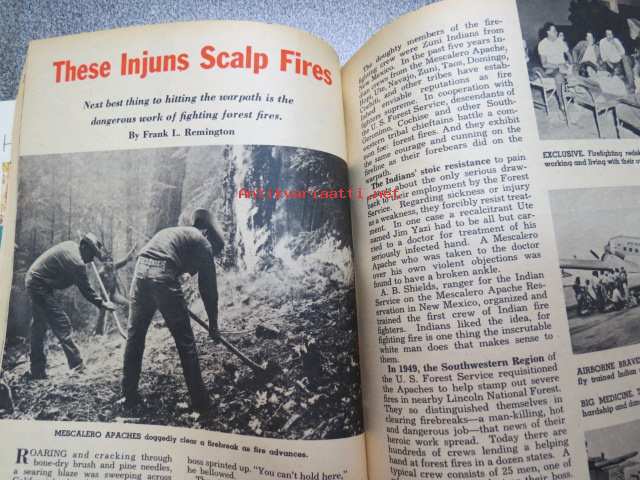 These Injuns Scalp Fires
Next best thing to hitting the warpath is the
dangerous work of fighting forest fires.
By Frank L. Remington
Antikvariaatti.net
MESCALERO APACHES doggedly clear a firebreak as fire advances.
ROARING and cracking through
bone-dry brush and pine needles,
a searing blaze was sweeping across
boss sprinted up. "You can't hold here,"
he bellowed.
The doughty members of the fire-
fighting crew were Zuni Indians from
New Mexico. In the past five years In-
dian crews from the Mescalero Apache,
Hopi, Ute, Navajo, Zuni, Taos, Domingo,
and other tribes have estab-
lished enviable reputations as fire
supreme. In cooperation with
the U. S. Forest Service, descendants of
Geronimo, Cochise and other South-
western tribal chieftains battle a com-
mon foe: forest fires. And they exhibit
the same courage and cunning on the
fireline as their forebears did on the
warpath.
The Indians' stoic resistance to pain
is just about the only serious draw-
back to their employment by the Forest
Service. Regarding sickness or injury
as a weakness, they forcibly resist treat-
ment. In one case a recalcitrant Ute
named Jim Yazi had to be all but car-
ried to a doctor for treatment of his
seriously infected hand. A Mescalero
Apache who was taken to the doctor
over his own violent objections was
found to have a broken ankle.
A. B. Shields, ranger for the Indian
Service on the Mescalero Apache Res-
ervation in New Mexico, organized and
trained the first crew of Indian fire
fighters. Indians liked the idea, for
fighting fire is one thing the inscrutable
white man does that makes sense to
them.
In 1949, the Southwestern Region of
the U. S. Forest Service requisitioned
the Apaches to help stamp out severe
fires in nearby Lincoln National Forest.
They so distinguished themselves in
clearing firebreaks—a man-killing, hot
and dangerous job—that news of their
heroic work spread. Today there are
hundreds of crews lending a helping
hand at forest fires in a dozen states. A
typical crew consists of 25 men, one of
EXCLUSIVE. Firefighting redsk
working and living with their o
AIRBORNE BRAVE
fly trained Indian
BIG MEDICINE. T
hardship and dang